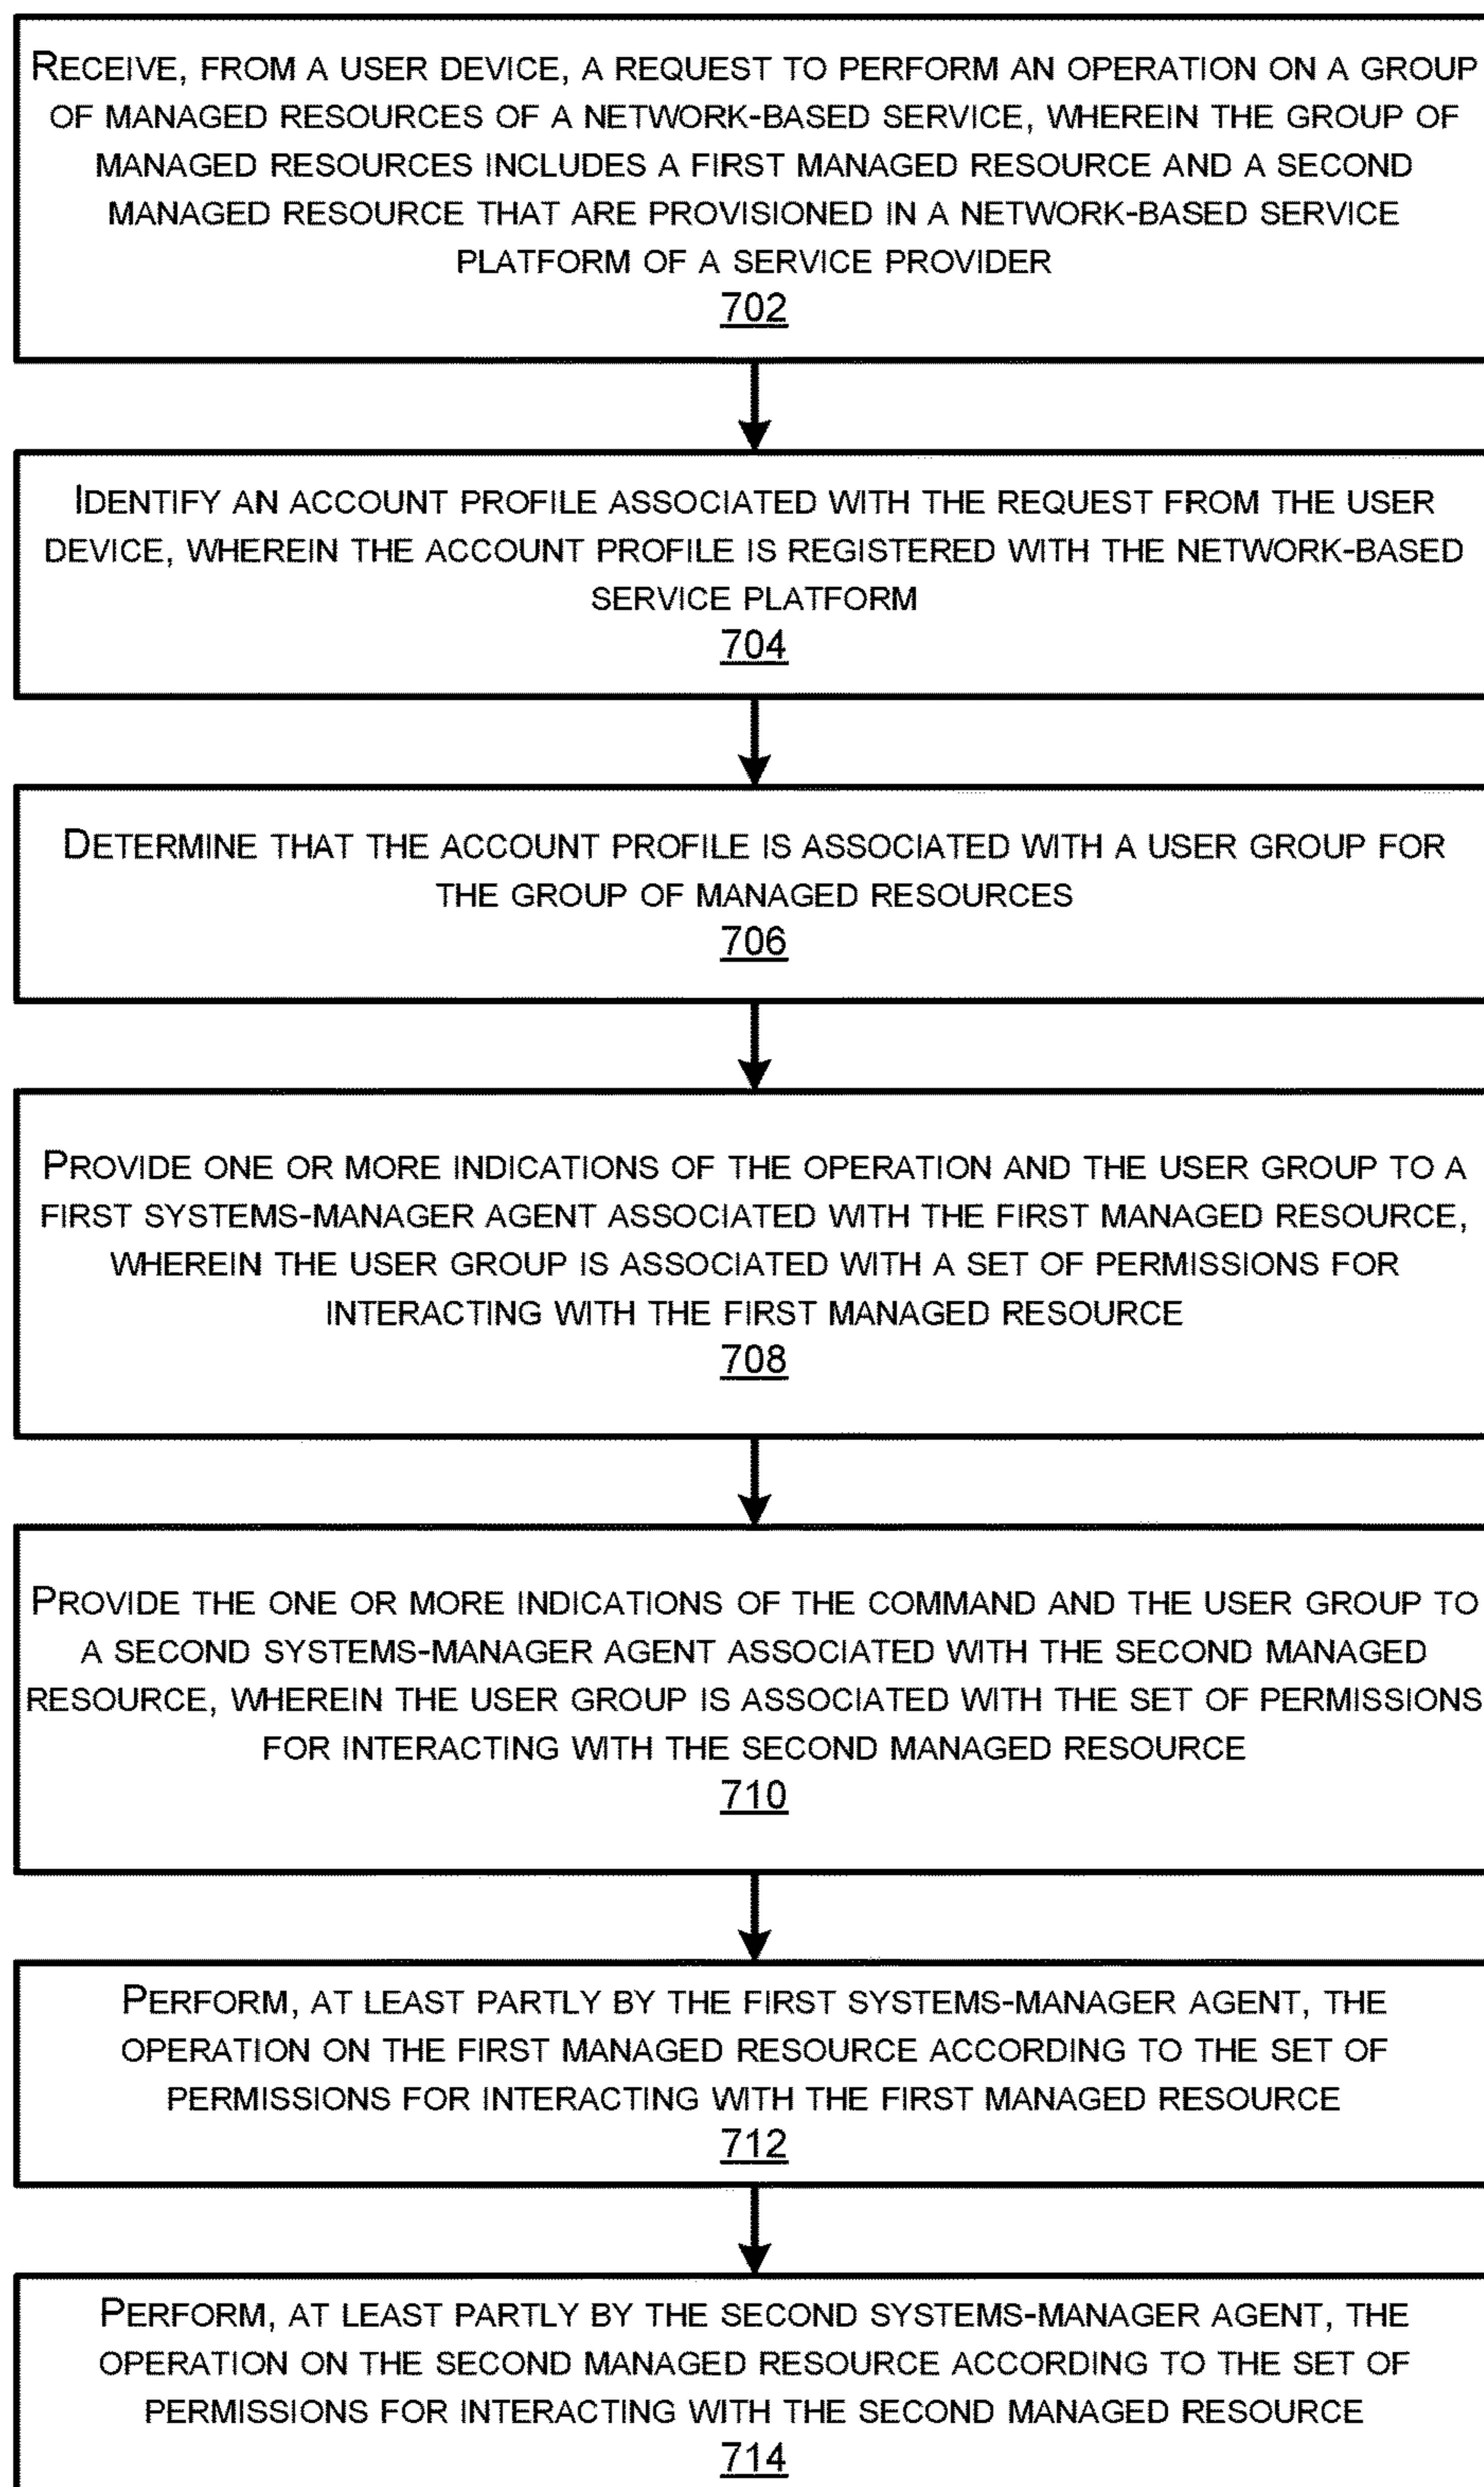 RECEIVE, FROM A USER DEVICE, A REQUEST TO PERFORM AN OPERATION ON A GROUP
OF MANAGED RESOURCES OF A NETWORK-BASED SERVICE, WHEREIN THE GROUP OF
MANAGED RESOURCES INCLUDES A FIRST MANAGED RESOURCE AND A SECOND
MANAGED RESOURCE THAT ARE PROVISIONED IN A NETWORK-BASED SERVICE
PLATFORM OF A SERVICE PROVIDER
702
IDENTIFY AN ACCOUNT PROFILE ASSOCIATED WITH THE REQUEST FROM THE USER
DEVICE, WHEREIN THE ACCOUNT PROFILE IS REGISTERED WITH THE NETWORK-BASED
SERVICE PLATFORM
704
DETERMINE THAT THE ACCOUNT PROFILE IS ASSOCIATED WITH A USER GROUP FOR
THE GROUP OF MANAGED RESOURCES
706
PROVIDE ONE OR MORE INDICATIONS OF THE OPERATION AND THE USER GROUP TO A
FIRST SYSTEMS-MANAGER AGENT ASSOCIATED WITH THE FIRST MANAGED RESOURCE,
WHEREIN THE USER GROUP IS ASSOCIATED WITH A SET OF PERMISSIONS FOR
INTERACTING WITH THE FIRST MANAGED RESOURCE
708
PROVIDE THE ONE OR MORE INDICATIONS OF THE COMMAND AND THE USER GROUP TO
A SECOND SYSTEMS-MANAGER AGENT ASSOCIATED WITH THE SECOND MANAGED
RESOURCE, WHEREIN THE USER GROUP IS ASSOCIATED WITH THE SET OF PERMISSIONS
FOR INTERACTING WITH THE SECOND MANAGED RESOURCE
710
PERFORM, AT LEAST PARTLY BY THE FIRST SYSTEMS-MANAGER AGENT, THE
OPERATION ON THE FIRST MANAGED RESOURCE ACCORDING TO THE SET OF
PERMISSIONS FOR INTERACTING WITH THE FIRST MANAGED RESOURCE
712
PERFORM, AT LEAST PARTLY BY THE SECOND SYSTEMS-MANAGER AGENT, THE
OPERATION ON THE SECOND MANAGED RESOURCE ACCORDING TO THE SET OF
PERMISSIONS FOR INTERACTING WITH THE SECOND MANAGED RESOURCE
714